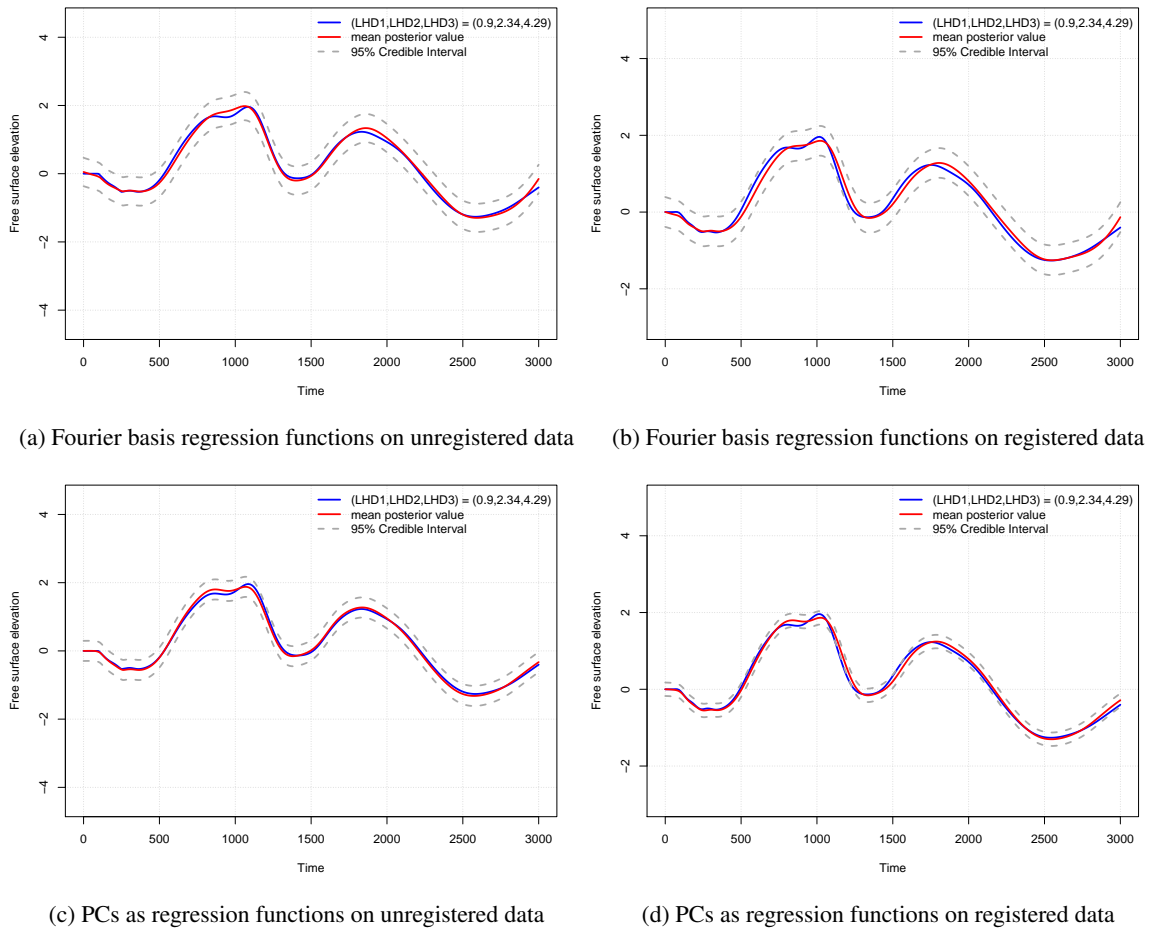 (LHD1,LHD2,LHD3) = (0.9,2.34,4.29)
mean posterior value
95% Credible Interval
Free surface elevation
4
2
0
−2
−4
0 500 1000 1500 2000 2500 3000
Time
(a) Fourier basis regression functions on unregistered data
(LHD1,LHD2,LHD3) = (0.9,2.34,4.29)
mean posterior value
95% Credible Interval
Free surface elevation
4
2
0
−2
0 500 1000 1500 2000 2500 3000
Time
(b) Fourier basis regression functions on registered data
(LHD1,LHD2,LHD3) = (0.9,2.34,4.29)
mean posterior value
95% Credible Interval
Free surface elevation
4
2
0
−2
−4
0 500 1000 1500 2000 2500 3000
Time
(c) PCs as regression functions on unregistered data
(LHD1,LHD2,LHD3) = (0.9,2.34,4.29)
mean posterior value
95% Credible Interval
Free surface elevation
4
2
0
−2
0 500 1000 1500 2000 2500 3000
Time
(d) PCs as regression functions on registered data